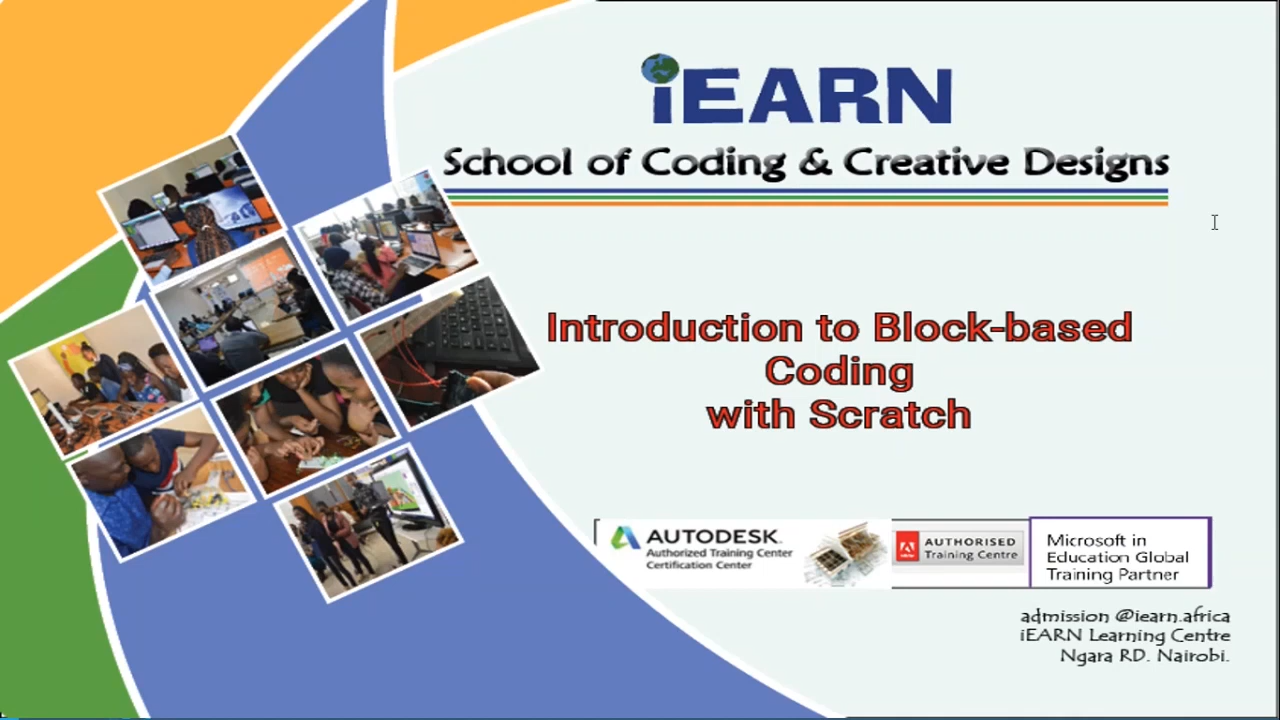 iEARN
School of Coding & Creative Designs
Introduction to Block-based
Coding
with Scratch
AUTODESK.
Authorized Training Center
Certification Center
AUTHORISED
Training Centre
Microsoft in
Education Global
Training Partner
admission @iearn.africa
iEARN Learning Centre
Ngara RD. Nairobi.